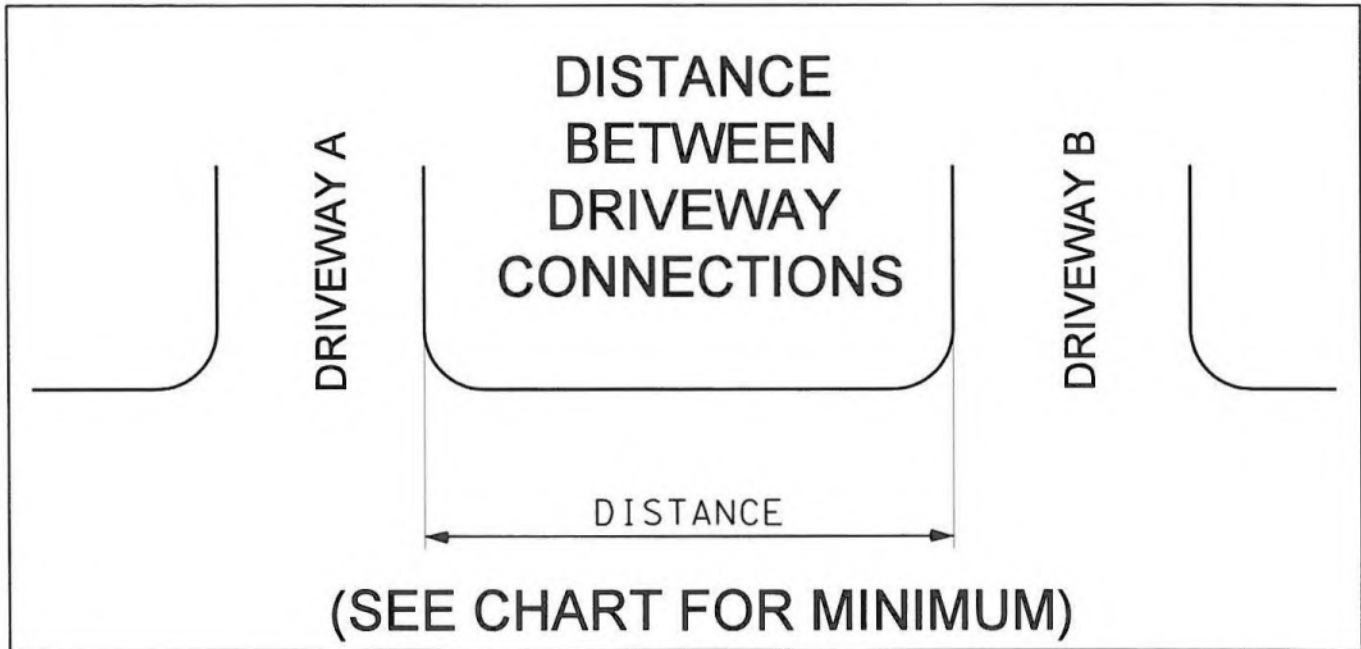 DISTANCE
BETWEEN
DRIVEWAY
CONNECTIONS
DRIVEWAY A
DRIVEWAY B
DISTANCE
(SEE CHART FOR MINIMUM)